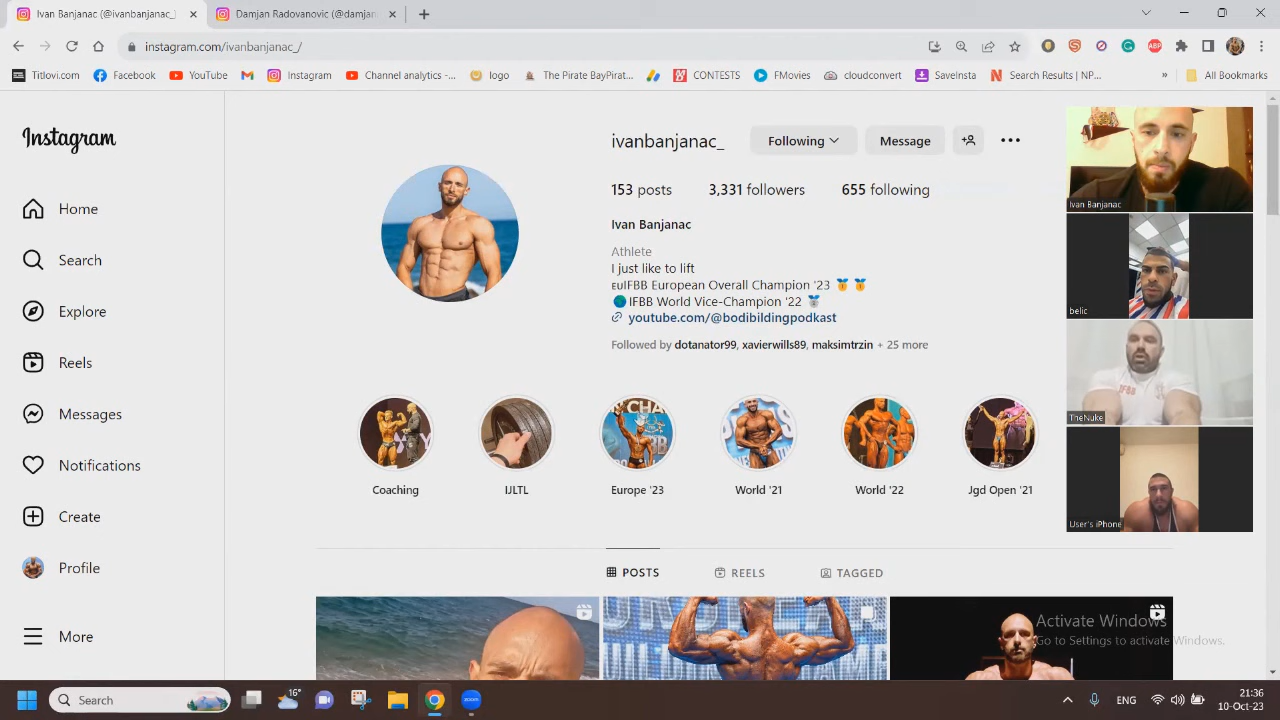 Ivan Banjanac (@ivanbanjanac_)
Damjan Radovanovic (@damjan
instagram.com/ivanbanjanac_/
Titlovi.com
Facebook
YouTube
Instagram
Channel analytics -...
logo
The Pirate BayPirat...
CONTESTS
FMovies
cloudconvert
SaveInsta
Search Results | NP...
»
All Bookmarks
ABP
Instagram
Home
Search
Explore
Reels
Messages
Notifications
Create
Profile
More
ivanbanjanac_
Following
Message
153 posts 3,331 followers 655 following
Ivan Banjanac
Athlete
I just like to lift
EUIFBB European Overall Champion '23
IFBB World Vice-Champion '22
youtube.com/@bodibildingpodkast
Followed by dotanator99, xavierwills89, maksimtrzin + 25 more
Coaching
IJLTL
Europe '23
World '21
World '22
Jgd Open '21
POSTS
REELS
TAGGED
Ivan Banjanac
belic
IFBB
TheNuke
User's iPhone
Activate Windows
Go to Settings to activate Windows.
Search
16°
zoom
ENG
21:36
10-Oct-23